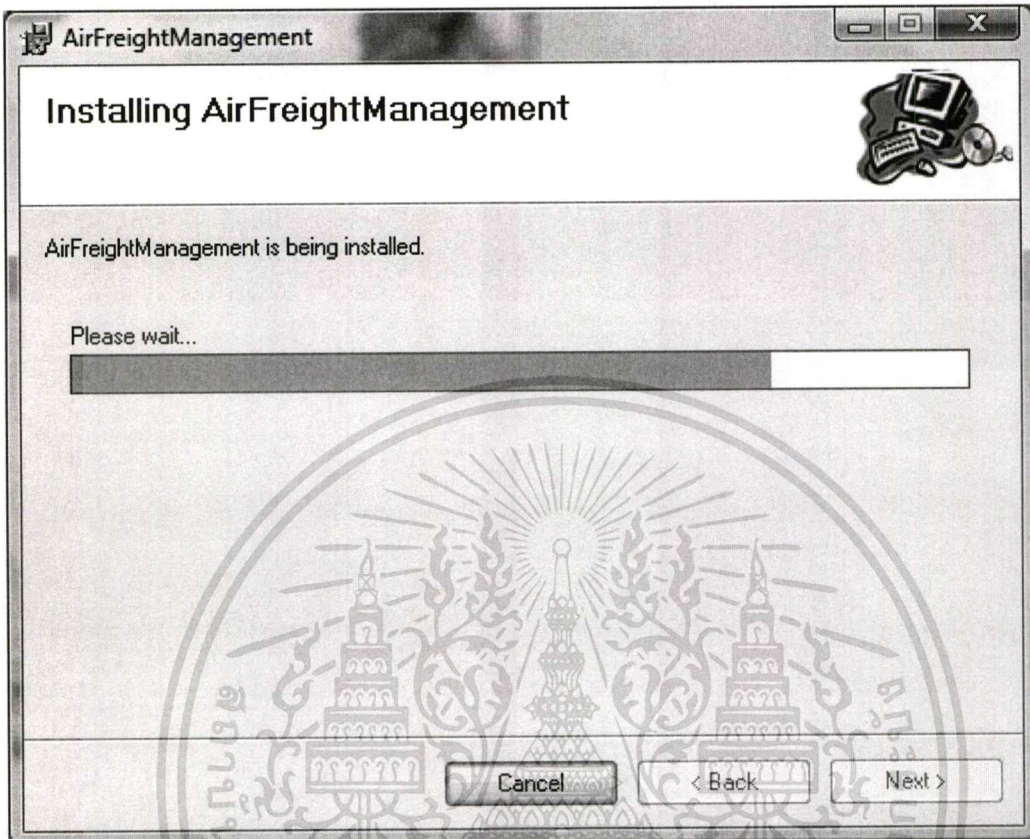 AirFreightManagement
Installing AirFreightManagement
AirFreightManagement is being installed.
Please wait...
Cancel
< Back
Next >